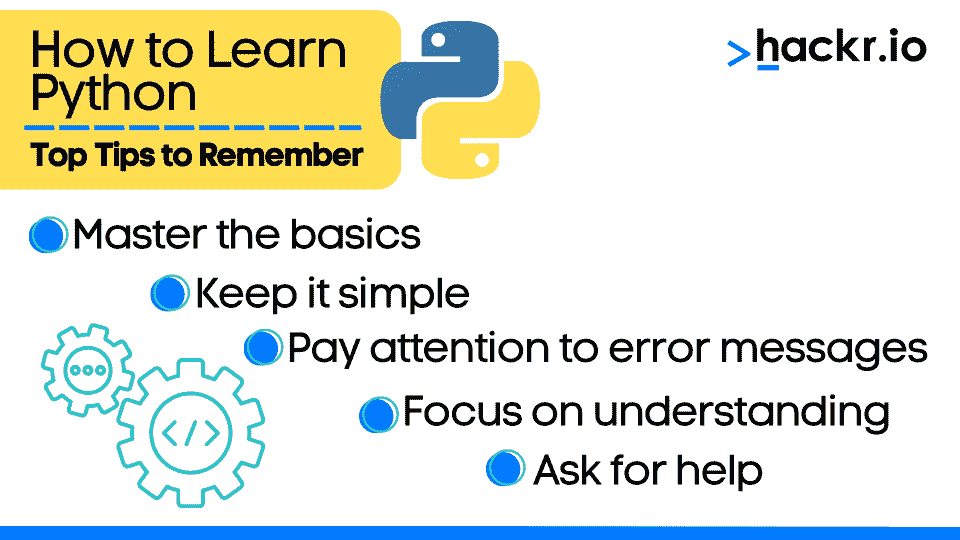 How to Learn
Python
Top Tips to Remember
>hackr.io
Master the basics
Keep it simple
Pay attention to error messages
Focus on understanding
Ask for help
<//>